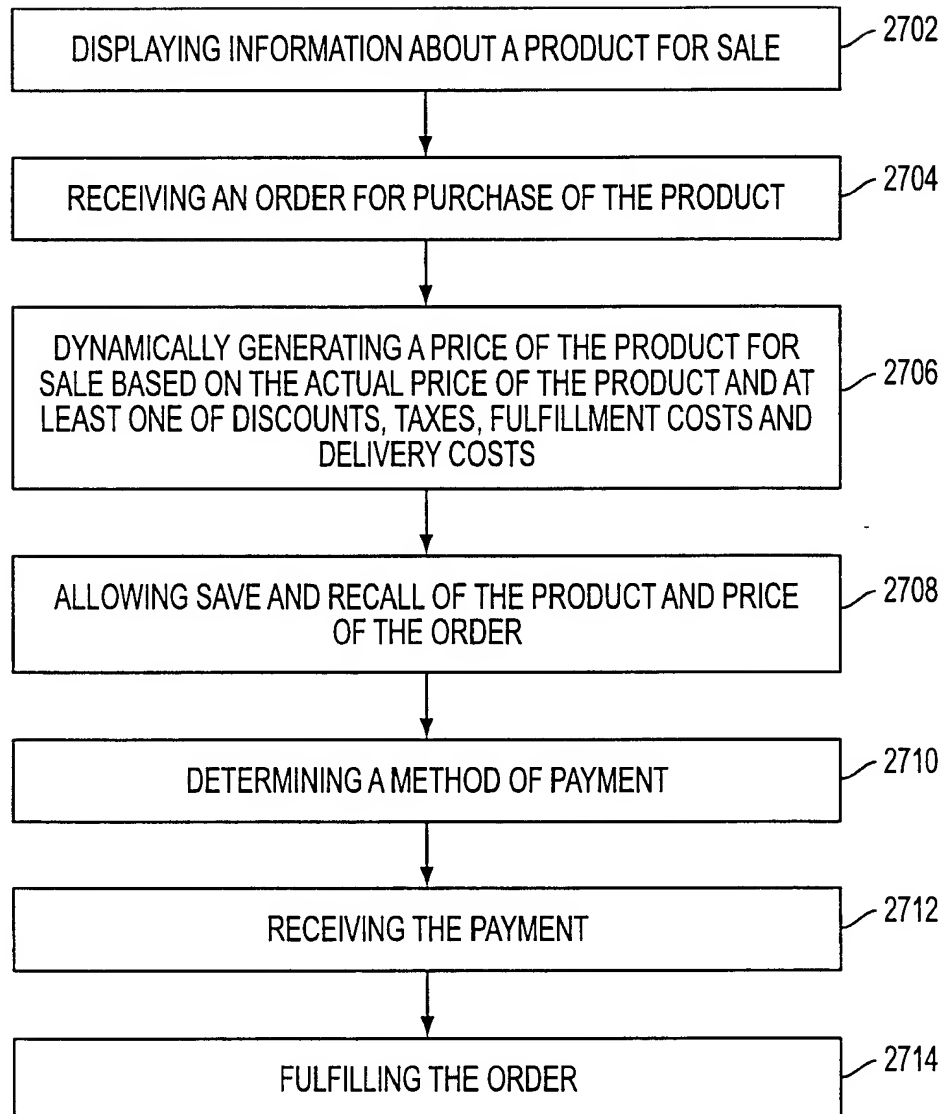 DISPLAYING INFORMATION ABOUT A PRODUCT FOR SALE
2702
RECEIVING AN ORDER FOR PURCHASE OF THE PRODUCT
2704
DYNAMICALLY GENERATING A PRICE OF THE PRODUCT FOR
SALE BASED ON THE ACTUAL PRICE OF THE PRODUCT AND AT
LEAST ONE OF DISCOUNTS, TAXES, FULFILLMENT COSTS AND
DELIVERY COSTS
2706
ALLOWING SAVE AND RECALL OF THE PRODUCT AND PRICE
OF THE ORDER
2708
DETERMINING A METHOD OF PAYMENT
2710
RECEIVING THE PAYMENT
2712
FULFILLING THE ORDER
2714